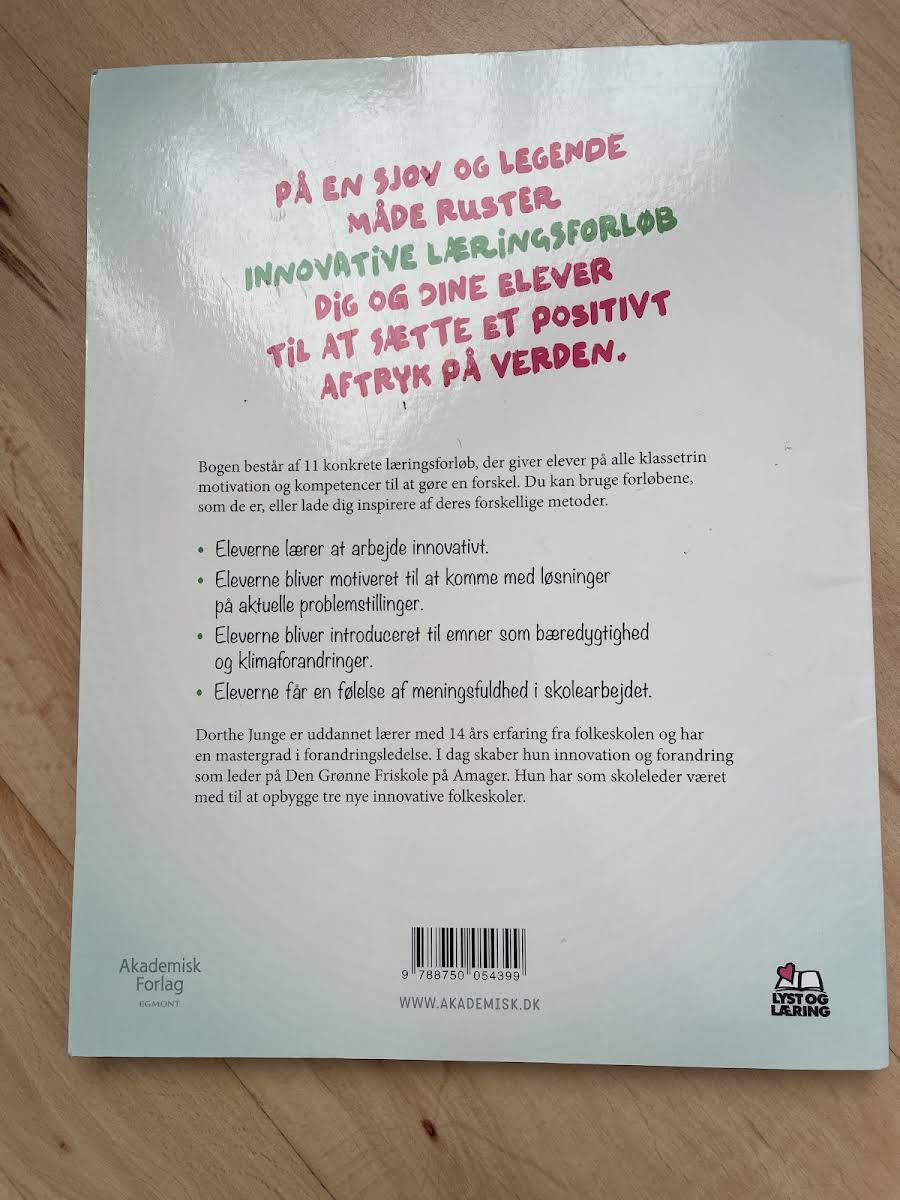 PÅ EN SJOV OG LEGENDE
MÅDE RUSTER
INNOVATIVE LÆRINGSFORLØB
DIG OG DINE ELEVER
TIL AT SÆTTE ET POSITIVT
AFTRYK PÅ VERDEN.
Bogen består af 11 konkrete læringsforløb, der giver elever på alle klassetrin
motivation og kompetencer til at gøre en forskel. Du kan bruge forløbene,
som de er, eller lade dig inspirere af deres forskellige metoder.
• Eleverne lærer at arbejde innovativt.
• Eleverne bliver motiveret til at komme med løsninger
på aktuelle problemstillinger.
• Eleverne bliver introduceret til emner som bæredygtighed
og klimaforandringer.
• Eleverne får en følelse af meningsfuldhed i skolearbejdet.
Dorthe Junge er uddannet lærer med 14 års erfaring fra folkeskolen og har
en mastergrad i forandringsledelse. I dag skaber hun innovation og forandring
som leder på Den Grønne Friskole på Amager. Hun har som skoleleder været
med til at opbygge tre nye innovative folkeskoler.
Akademisk
Forlag
EGMONT
9 788750 054399
WWW.AKADEMISK.DK
LYST OG
LÆRING